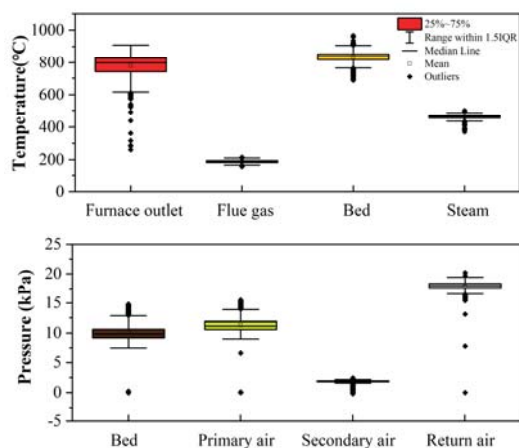 1000
800
600
400
200
0
Temperature(°C)
25%~75%
Range within 1.5IQR
Median Line
Mean
Outliers
Furnace outlet Flue gas Bed Steam
25
20
15
10
5
0
-5
Pressure (kPa)
Bed Primary air Secondary air Return air